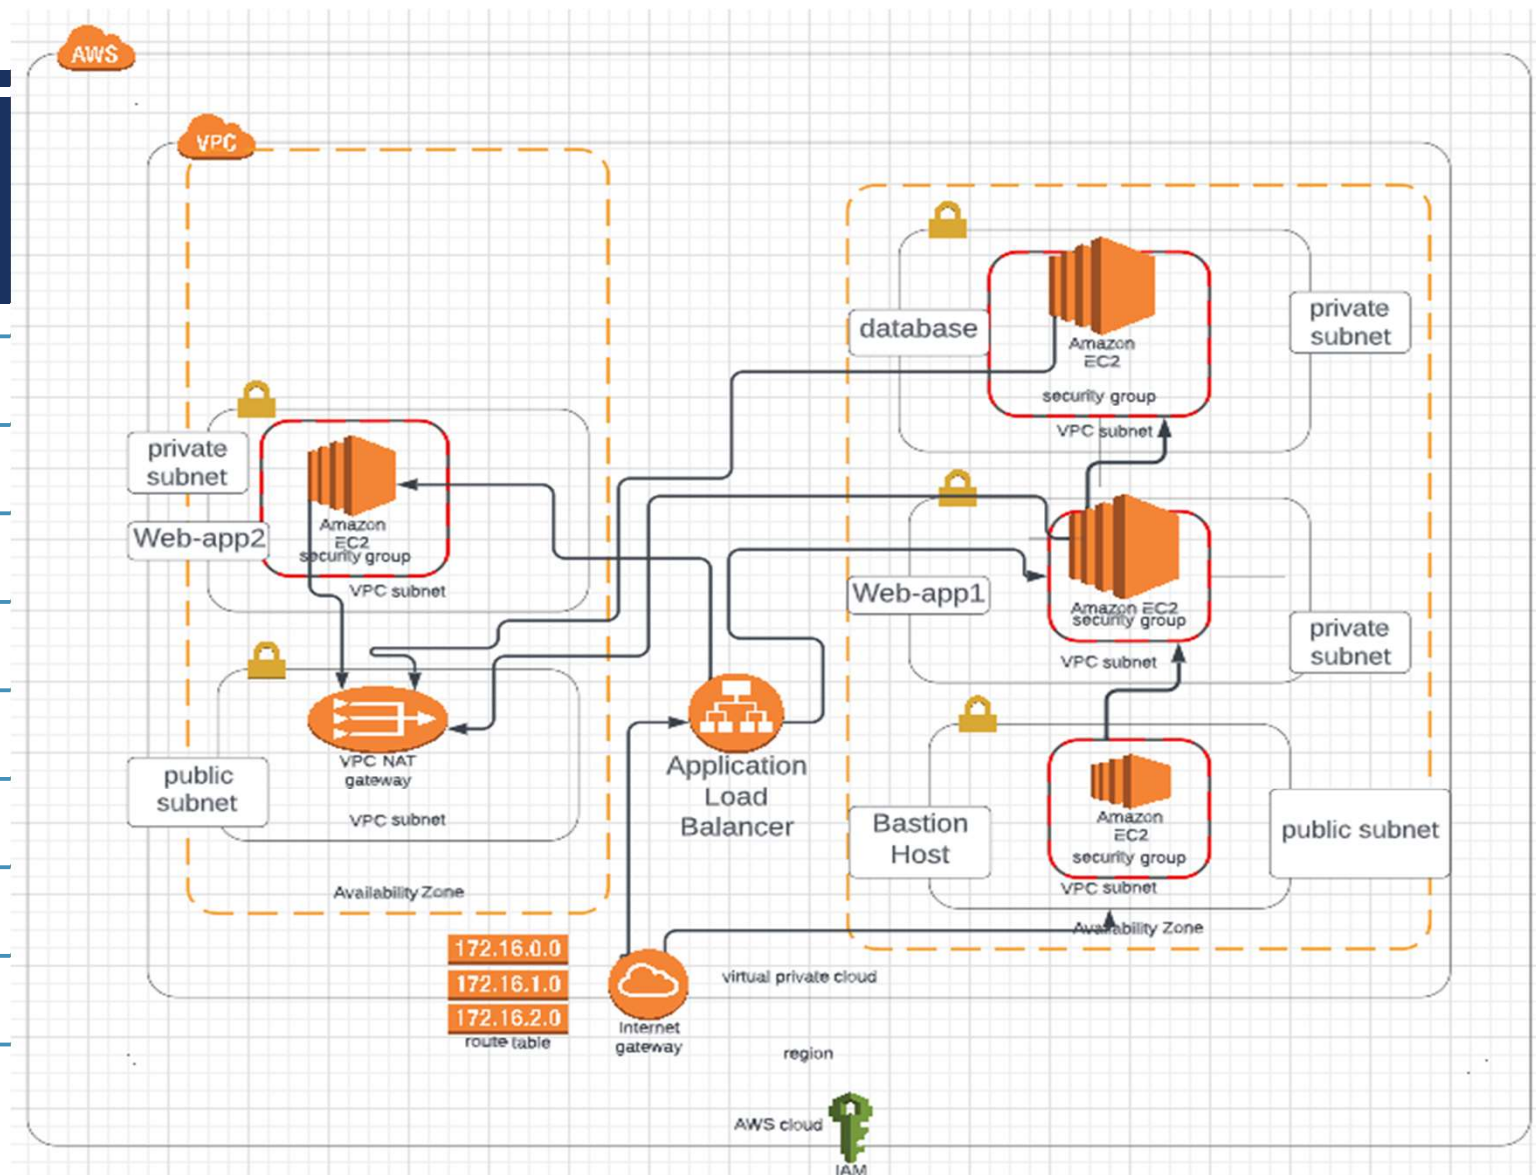 AWS
VPC
database
Amazon
EC2
security group
VPC subnet
private
subnet
private
subnet
Web-app2
Amazon
EC2
security group
VPC subnet
Web-app1
Amazon EC2
security group
VPC subnet
private
subnet
VPC NAT
gateway
VPC subnet
public
subnet
Availability Zone
Application
Load
Balancer
Bastion
Host
Amazon
EC2
security group
VPC subnet
public subnet
Availability Zone
172.16.0.0
172.16.1.0
172.16.2.0
route table
Internet
gateway
virtual private cloud
region
AWS cloud
IAM